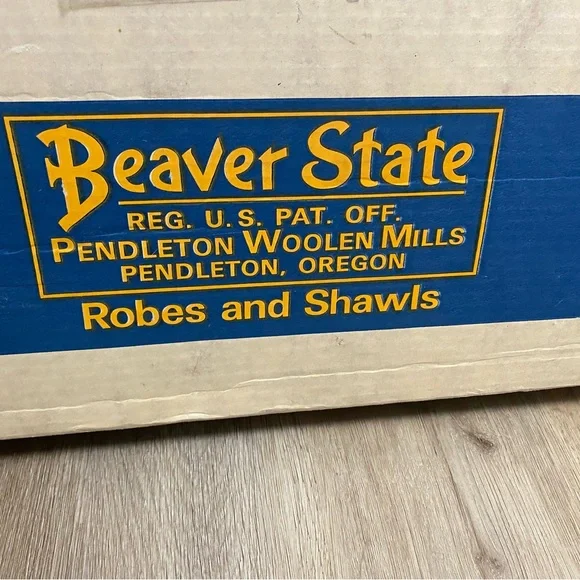 Beaver State
REG. U.S. PAT. OFF.
PENDLETON WOOLEN MILLS
PENDLETON, OREGON
Robes and Shawls